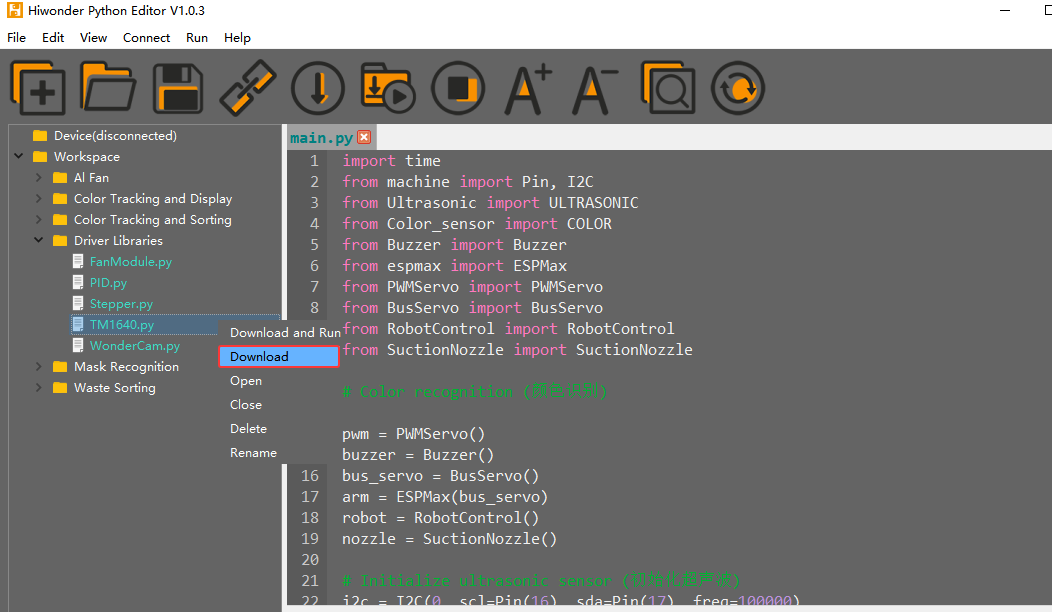 Hiwonder Python Editor V1.0.3
File Edit View Connect Run Help
Device(disconnected)
Workspace
AI Fan
Color Tracking and Display
Color Tracking and Sorting
Driver Libraries
FanModule.py
PID.py
Stepper.py
TM1640.py
WonderCam.py
Mask Recognition
Waste Sorting
Download and Run
Download
Open
Close
Delete
Rename
main.py
1 import time
2 from machine import Pin, I2C
3 from Ultrasonic import ULTRASONIC
4 from Color_sensor import COLOR
5 from Buzzer import Buzzer
6 from espmax import ESPMax
7 from PWMServo import PWMServo
8 from BusServo import BusServo
from RobotControl import RobotControl
from SuctionNozzle import SuctionNozzle
# Color recognition (颜色识别)
pwm = PWMServo()
buzzer = Buzzer()
16 bus_servo = BusServo()
17 arm = ESPMax(bus_servo)
18 robot = RobotControl()
19 nozzle = SuctionNozzle()
20
21 # Initialize ultrasonic sensor (初始化超声波)
22 i2c = I2C(0, scl=Pin(16), sda=Pin(17), freq=100000)